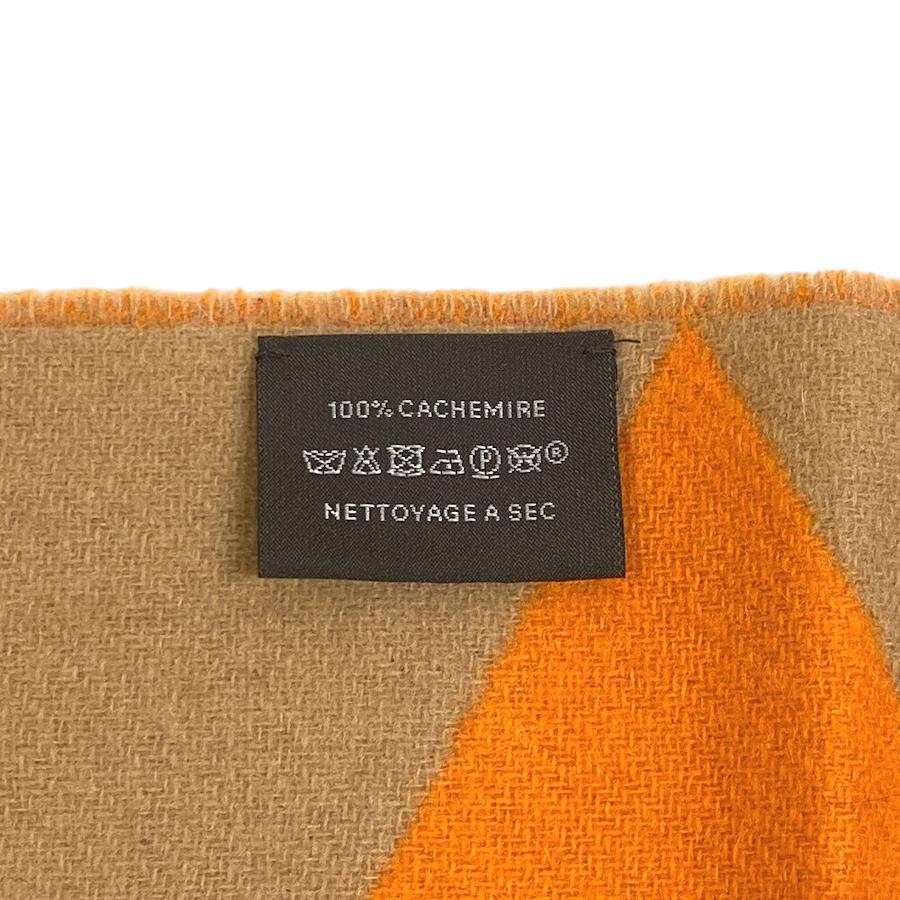 100% CACHEMIRE
P W ®
NETTOYAGE A SEC